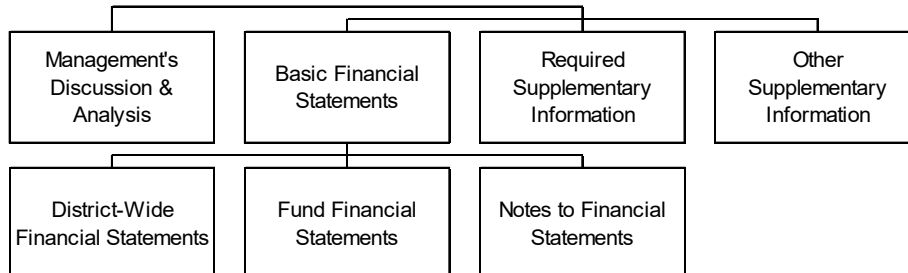 Management's
Discussion &
Analysis
Basic Financial
Statements
Required
Supplementary
Information
Other
Supplementary
Information
District-Wide
Financial Statements
Fund Financial
Statements
Notes to Financial
Statements